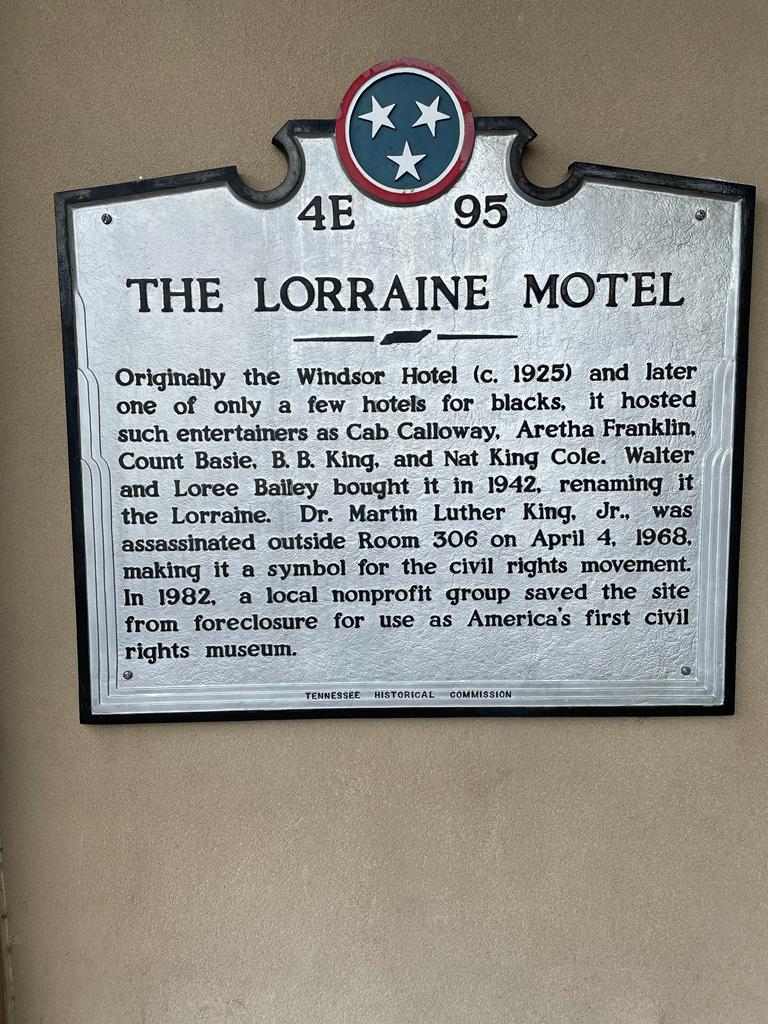 4E 95
THE LORRAINE MOTEL
Originally the Windsor Hotel (c. 1925) and later
one of only a few hotels for blacks, it hosted
such entertainers as Cab Calloway, Aretha Franklin,
Count Basie, B. B. King, and Nat King Cole. Walter
and Loree Bailey bought it in 1942, renaming it
the Lorraine. Dr. Martin Luther King, Jr., was
assassinated outside Room 306 on April 4, 1968,
making it a symbol for the civil rights movement.
In 1982, a local nonprofit group saved the site
from foreclosure for use as America's first civil
rights museum.
TENNESSEE HISTORICAL COMMISSION